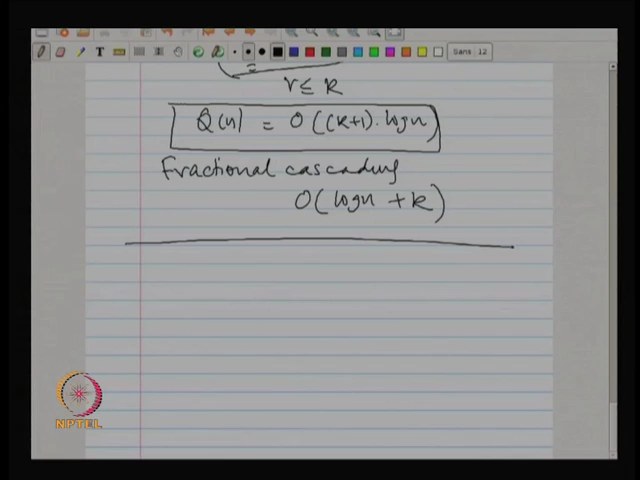 T
Sans 12
r ≤ k
Q(n) = O((k+1). logn)
Fractional cascading
O(logn + k)
NPTEL